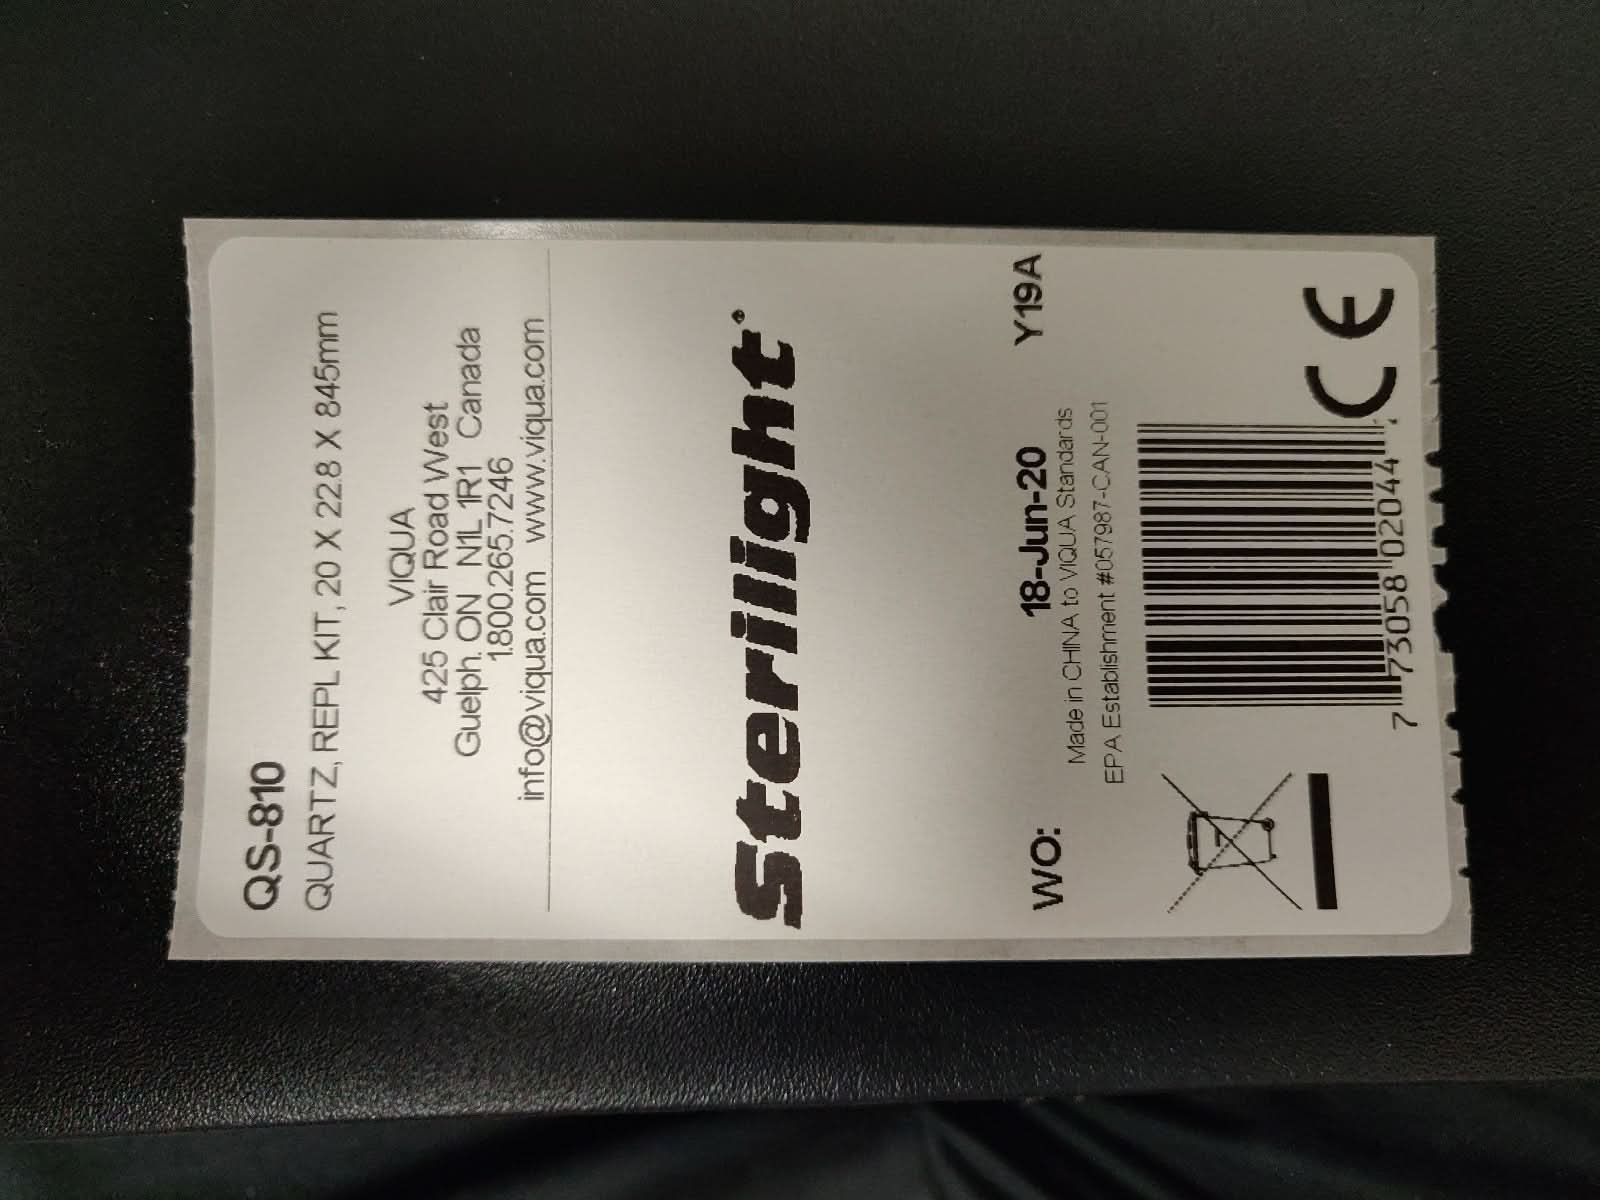 QS-810
QUARTZ, REPL KIT, 20 X 22.8 X 845mm
VIQUA
425 Clair Road West
Guelph. ON N1L 1R1 Canada
1.800.265.7246
info@viqua.com www.viqua.com
Sterilight®
WO: 18-Jun-20 Y19A
Made in CHINA to VIQUA Standards
EPA Establishment #057987-CAN-001
CE
7 73058 02044